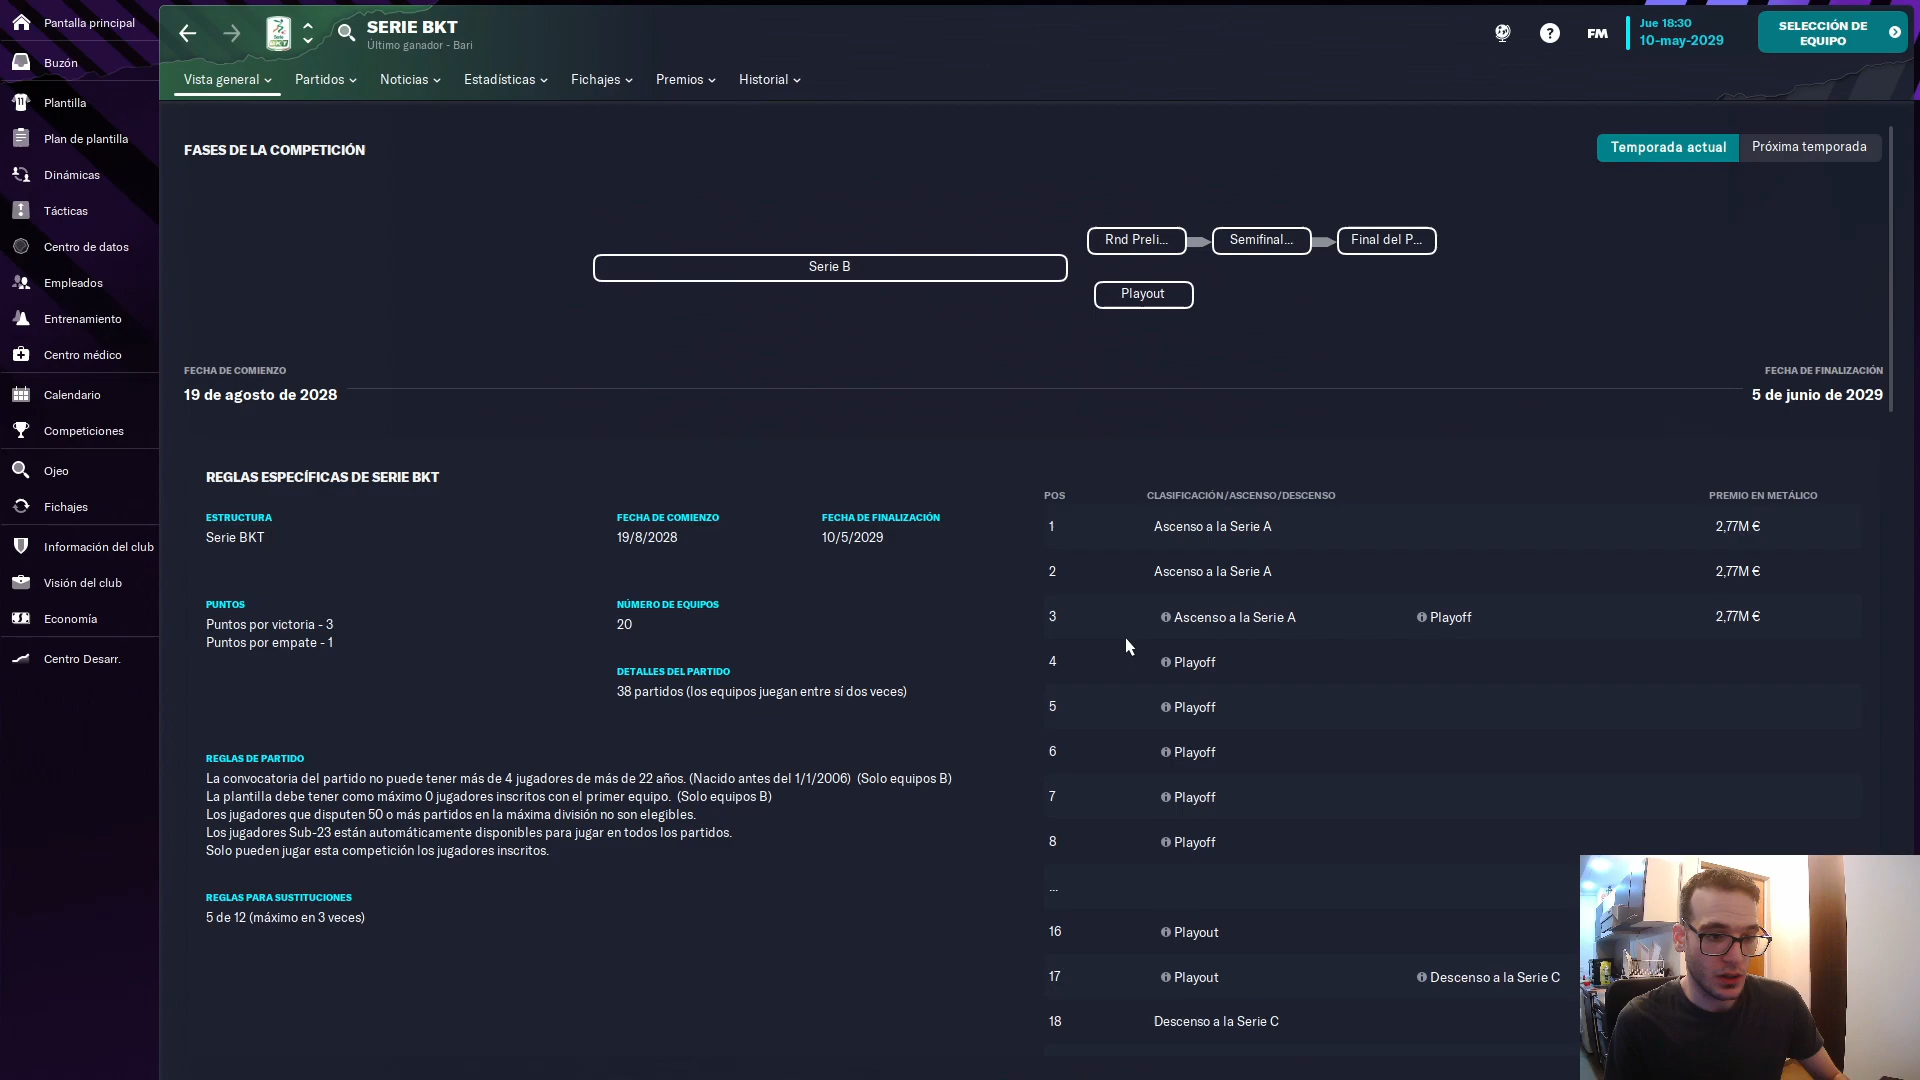 Pantalla principal
Buzón
Plantilla
Plan de plantilla
Dinámicas
Tácticas
Centro de datos
Empleados
Entrenamiento
Centro médico
Calendario
Competiciones
Ojeo
Fichajes
Información del club
Visión del club
Economía
Centro Desarr.
SERIE BKT
Último ganador - Bari
FM
Jue 18:30
10-may-2029
SELECCIÓN DE
EQUIPO
Vista general
Partidos
Noticias
Estadísticas
Fichajes
Premios
Historial
FASES DE LA COMPETICIÓN
Temporada actual
Próxima temporada
Serie B
Rnd Preli...
Semifinal...
Final del P...
Playout
FECHA DE COMIENZO
19 de agosto de 2028
FECHA DE FINALIZACIÓN
5 de junio de 2029
REGLAS ESPECÍFICAS DE SERIE BKT
ESTRUCTURA
Serie BKT
FECHA DE COMIENZO
19/8/2028
FECHA DE FINALIZACIÓN
10/5/2029
PUNTOS
Puntos por victoria - 3
Puntos por empate - 1
NÚMERO DE EQUIPOS
20
DETALLES DEL PARTIDO
38 partidos (los equipos juegan entre sí dos veces)
REGLAS DE PARTIDO
La convocatoria del partido no puede tener más de 4 jugadores de más de 22 años. (Nacido antes del 1/1/2006) (Solo equipos B)
La plantilla debe tener como máximo 0 jugadores inscritos con el primer equipo. (Solo equipos B)
Los jugadores que disputen 50 o más partidos en la máxima división no son elegibles.
Los jugadores Sub-23 están automáticamente disponibles para jugar en todos los partidos.
Solo pueden jugar esta competición los jugadores inscritos.
REGLAS PARA SUSTITUCIONES
5 de 12 (máximo en 3 veces)
POS CLASIFICACIÓN/ASCENSO/DESCENSO PREMIO EN METÁLICO
1 Ascenso a la Serie A 2,77M €
2 Ascenso a la Serie A 2,77M €
3 Ascenso a la Serie A Playoff 2,77M €
4 Playoff
5 Playoff
6 Playoff
7 Playoff
8 Playoff
...
16 Playout
17 Playout Descenso a la Serie C
18 Descenso a la Serie C